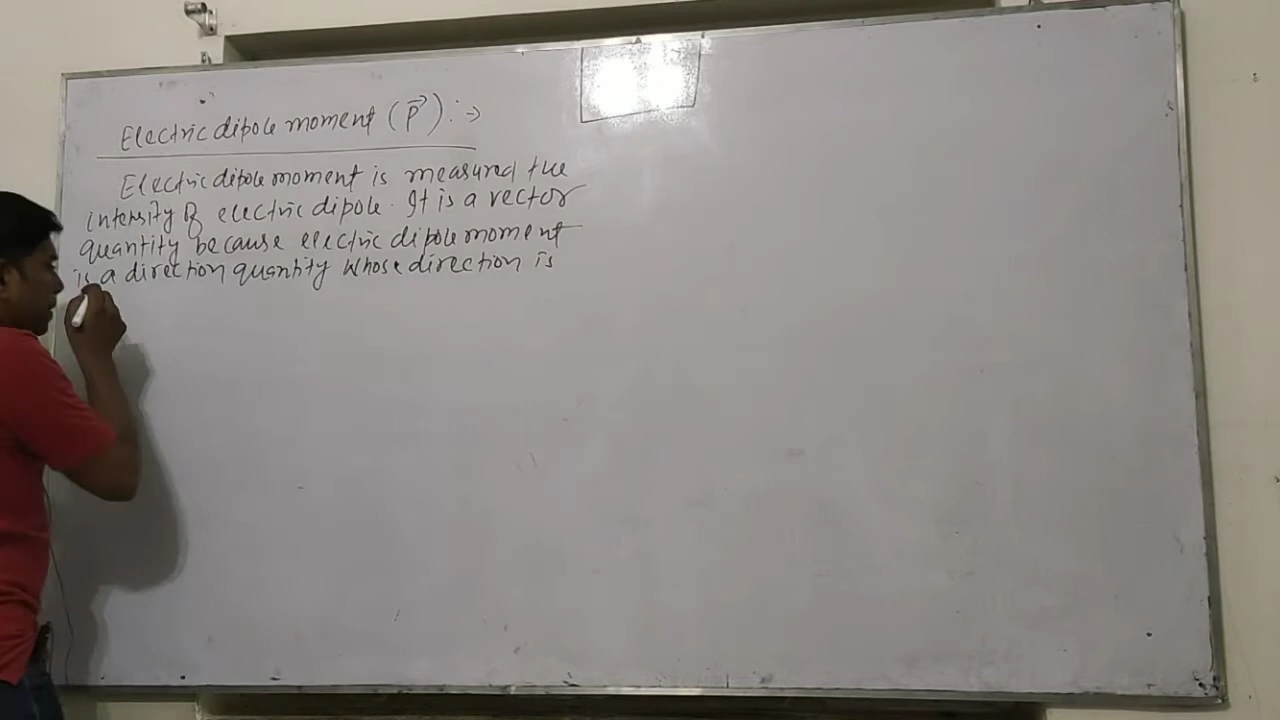 Electric dipole moment (P⃗) :->
Electric dipole moment is measured the
intensity of electric dipole. It is a vector
quantity because electric dipole moment
is a direction quantity whose direction is